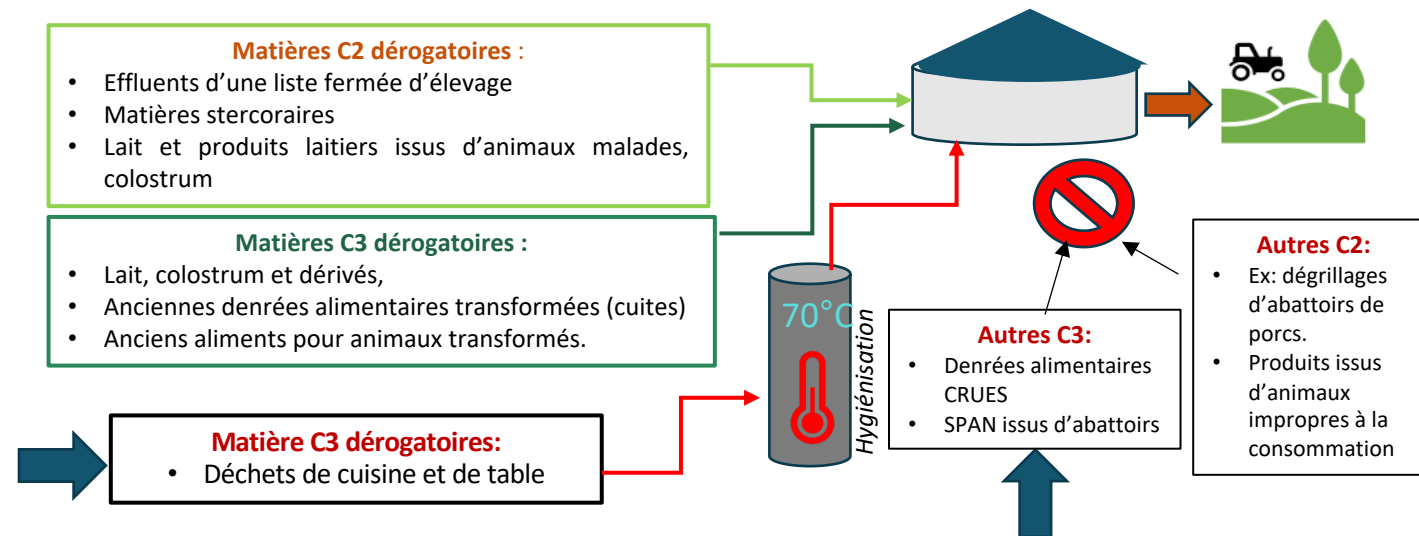 Matières C2 dérogatoires :
• Effluents d’une liste fermée d’élevage
• Matières stercoraires
• Lait et produits laitiers issus d’animaux malades,
colostrum
Matières C3 dérogatoires :
• Lait, colostrum et dérivés,
• Anciennes denrées alimentaires transformées (cuites)
• Anciens aliments pour animaux transformés.
Matière C3 dérogatoires:
• Déchets de cuisine et de table
70°C
Hygiénisation
Autres C3:
• Denrées alimentaires
CRUES
• SPAN issus d’abattoirs
Autres C2:
• Ex: dégrillages
d’abattoirs de
porcs.
• Produits issus
d’animaux
impropres à la
consommation